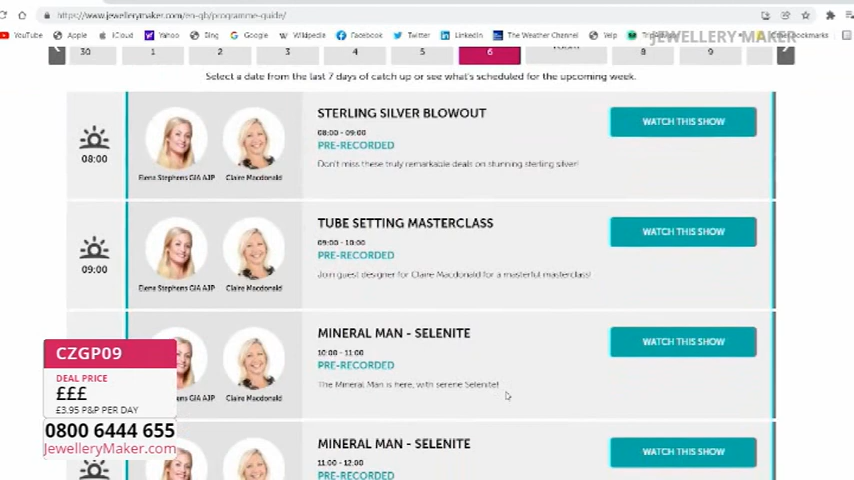 https://www.jewellerymaker.com/en-gb/programme-guide/
YouTube Apple iCloud Yahoo Bing Google Wikipedia Facebook Twitter LinkedIn The Weather Channel Yelp
JEWELLERY MAKER
30 1 2 3 4 5 6 8 9
Select a date from the last 7 days of catch up or see what's scheduled for the upcoming week.
08:00
Elena Stephens GIA AJP
Claire Macdonald
STERLING SILVER BLOWOUT
08:00 - 09:00
PRE-RECORDED
Don't miss these truly remarkable deals on stunning sterling silver!
WATCH THIS SHOW
09:00
Elena Stephens GIA AJP
Claire Macdonald
TUBE SETTING MASTERCLASS
09:00 - 10:00
PRE-RECORDED
Join guest designer for Claire Macdonald for a masterful masterclass!
WATCH THIS SHOW
GIA AJP
Claire Macdonald
MINERAL MAN - SELENITE
10:00 - 11:00
PRE-RECORDED
The Mineral Man is here, with serene Selenite!
WATCH THIS SHOW
MINERAL MAN - SELENITE
11:00 - 12:00
PRE-RECORDED
WATCH THIS SHOW
CZGP09
DEAL PRICE
£££
£3.95 P&P PER DAY
0800 6444 655
JewelleryMaker.com